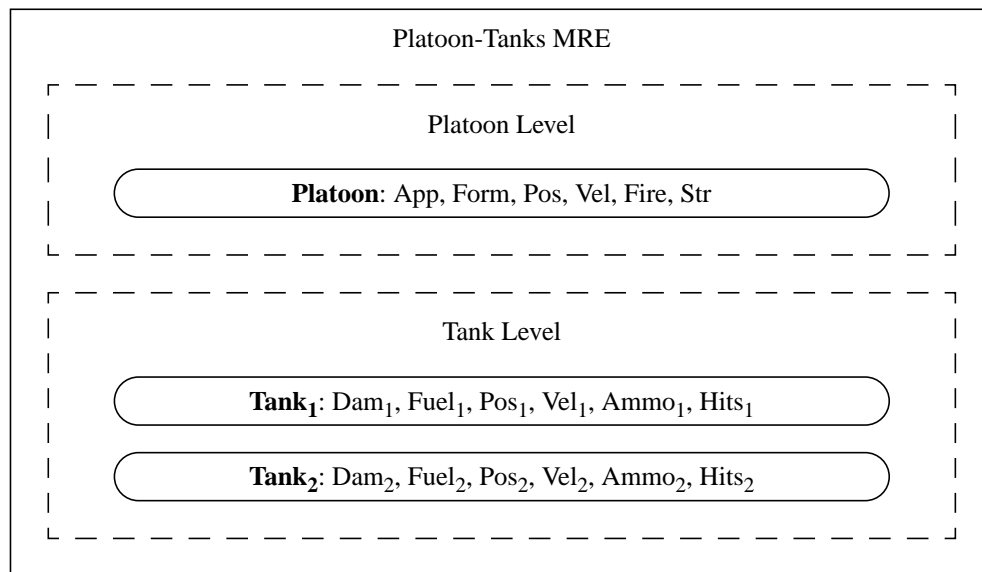 Platoon-Tanks MRE
Platoon Level
Platoon: App, Form, Pos, Vel, Fire, Str
Tank Level
Tank₁: Dam₁, Fuel₁, Pos₁, Vel₁, Ammo₁, Hits₁
Tank₂: Dam₂, Fuel₂, Pos₂, Vel₂, Ammo₂, Hits₂